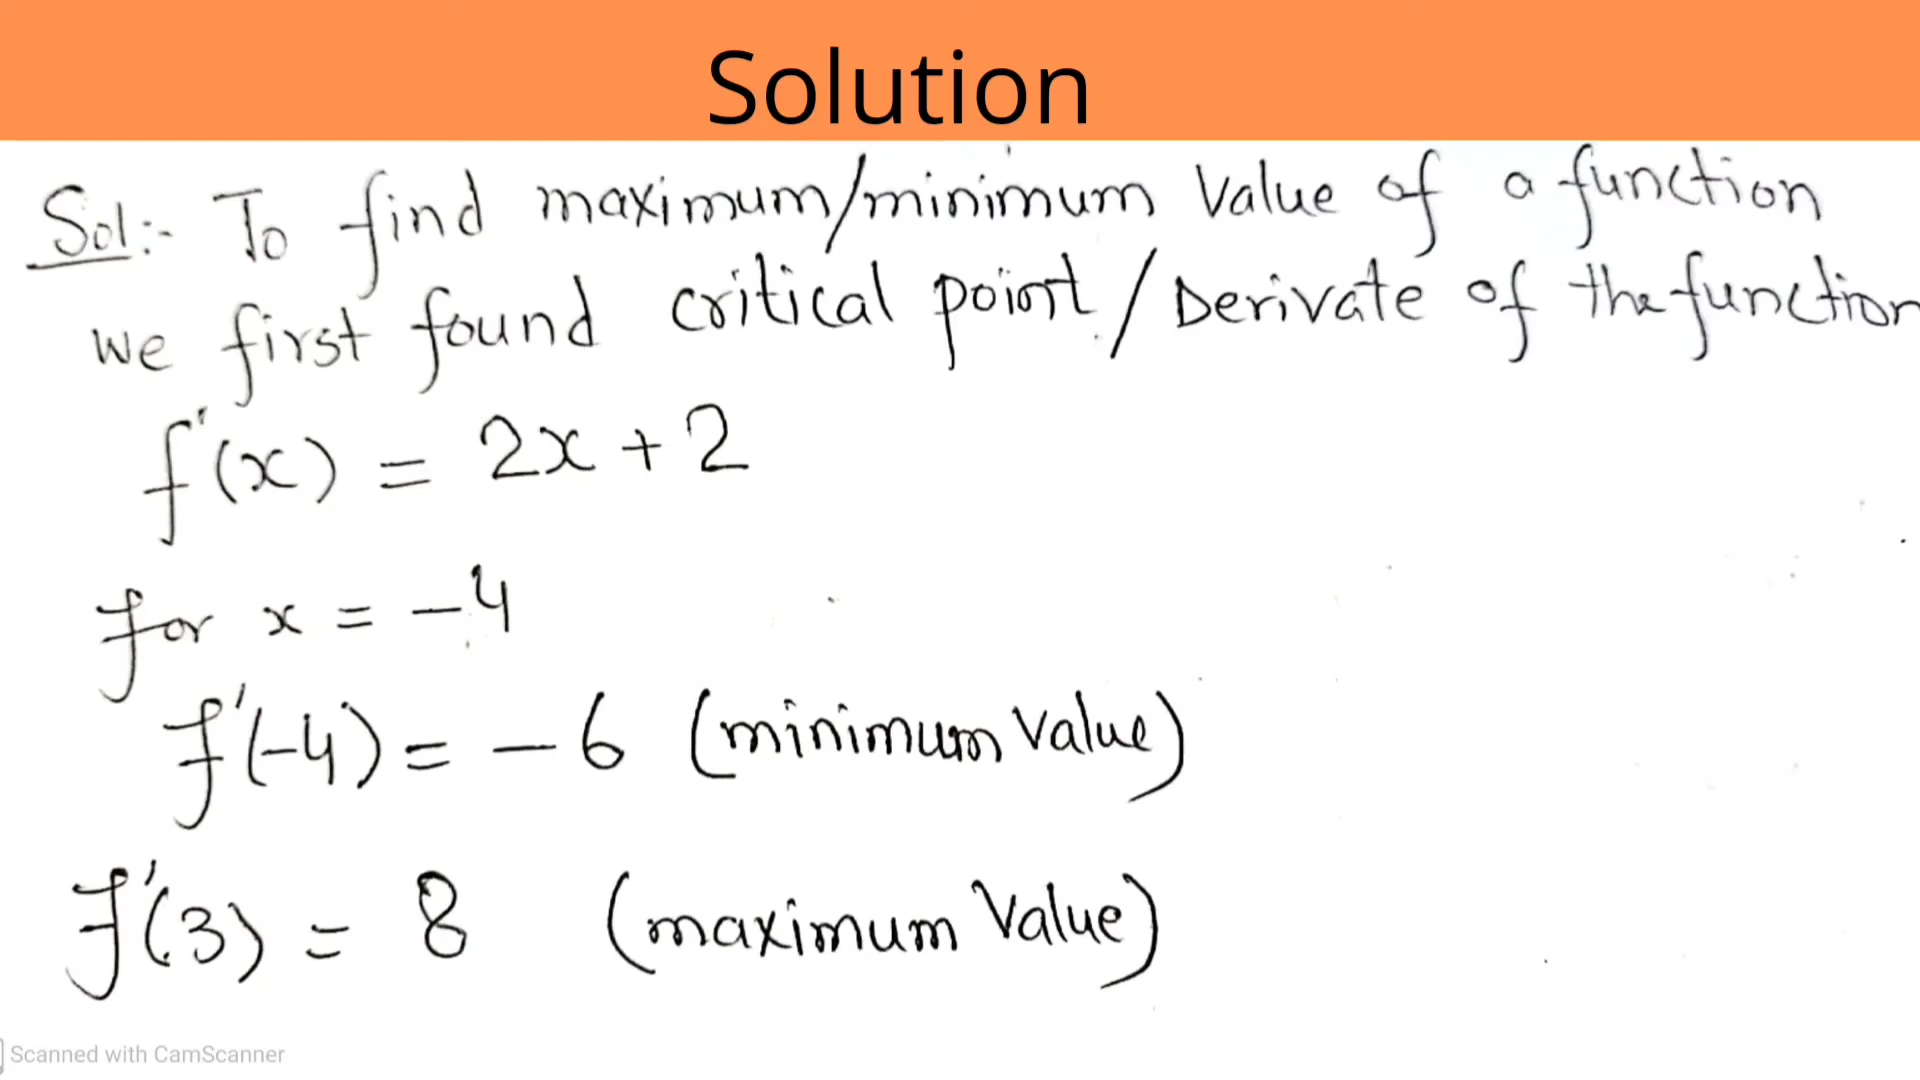 Solution
Sol:- To find maximum/minimum Value of a function
we first found critical point/Derivate of the function
f'(x) = 2x + 2
for x = -4
f'(-4) = -6 (minimum Value)
f'(3) = 8 (maximum Value)
Scanned with CamScanner